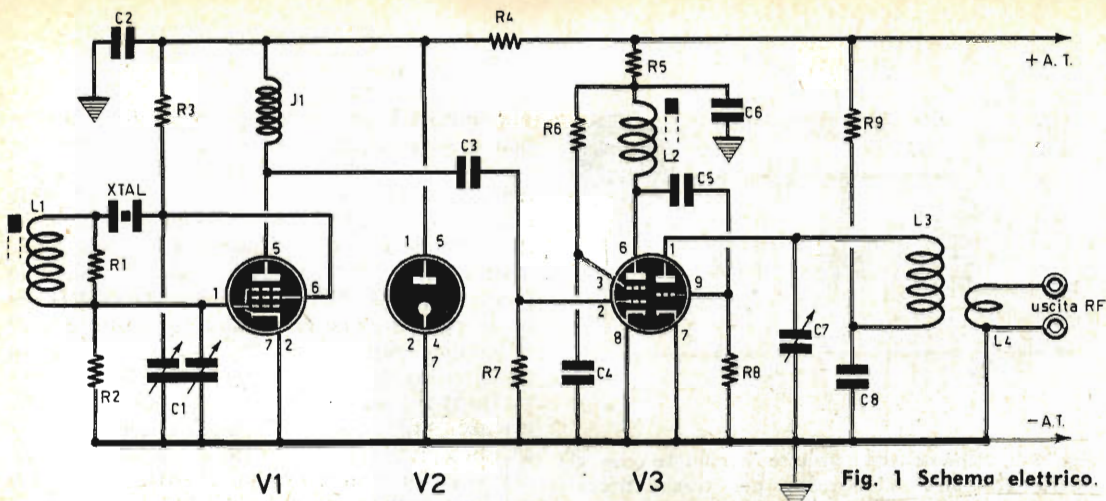 C2
R4
R3
J1
R5
+ A. T.
R6
C6
R9
L2
C3
C5
XTAL
L1
L3
R1
5
1 5
6 1
1
6
3
9
2
uscita RF
7 2
2 4
7
8
7
C7
L4
R2
C1
R7
C4
R8
C8
- A.T.
V1
V2
V3
Fig. 1 Schema elettrico.